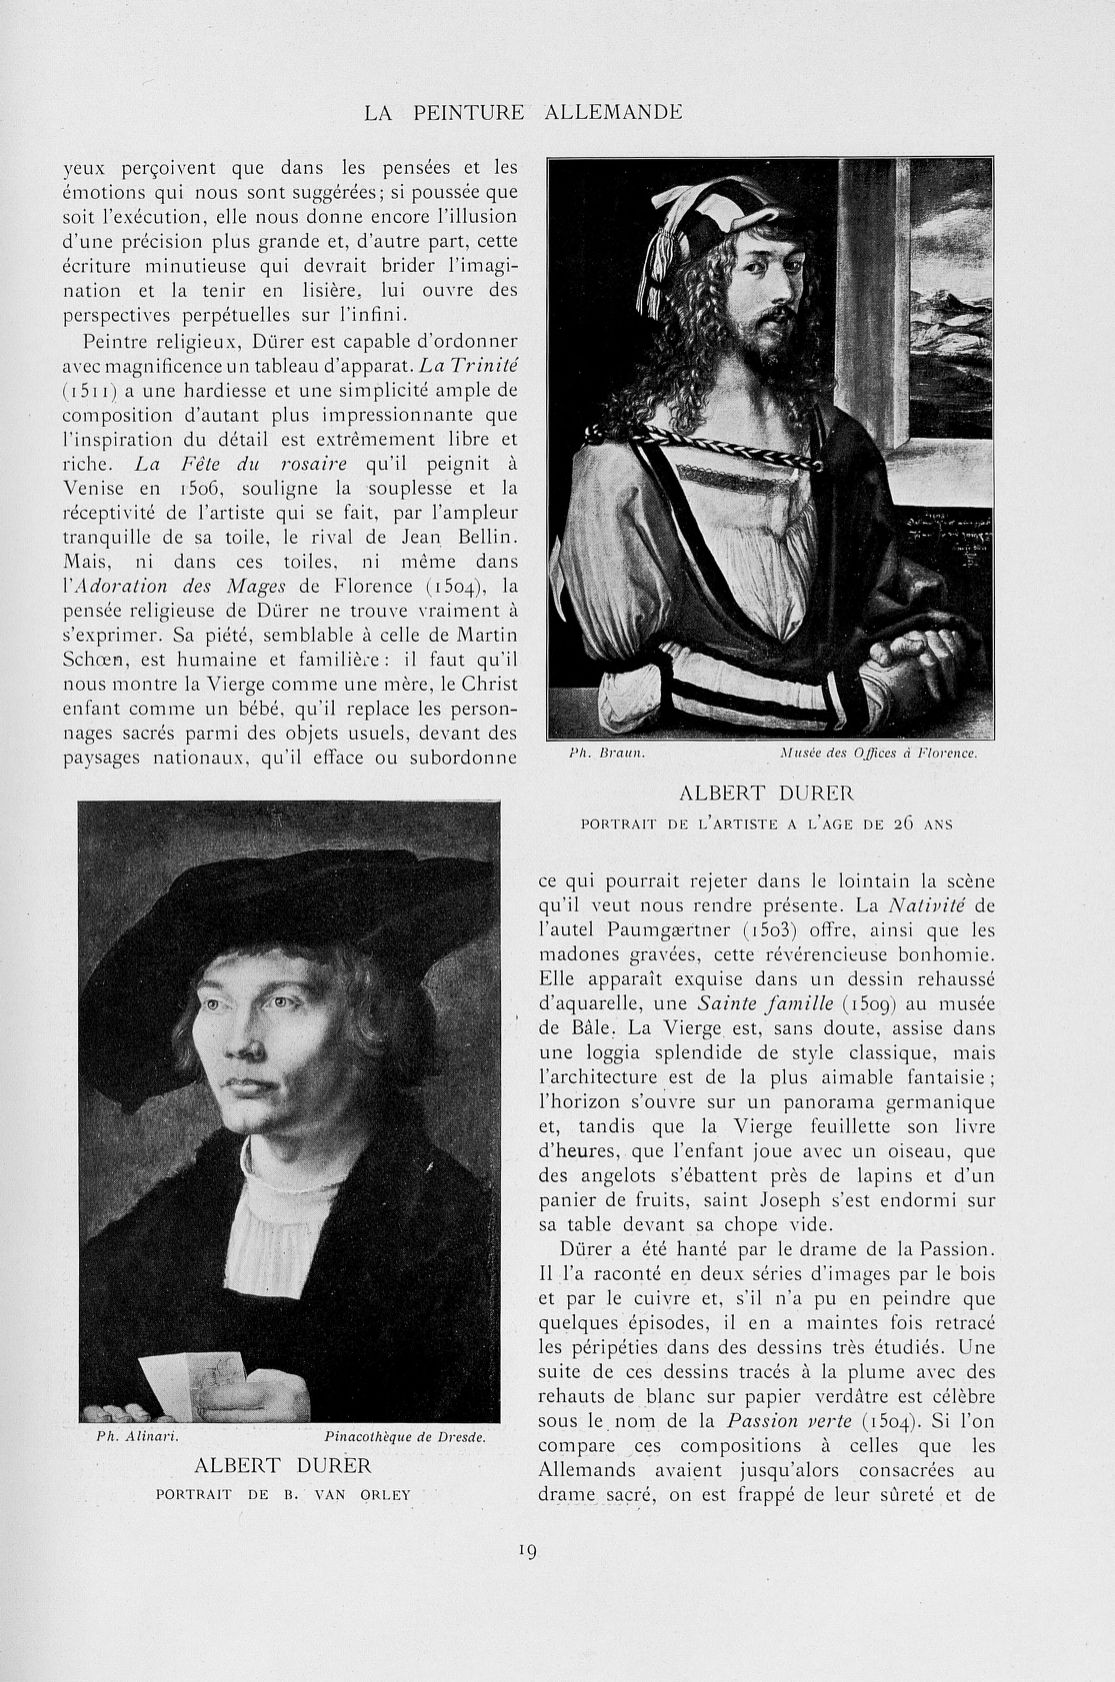 LA PEINTURE ALLEMANDE
yeux perçoivent que dans les pensées et les
émotions qui nous sont suggérées; si poussée que
soit l'exécution, elle nous donne encore l'illusion
d'une précision plus grande et, d'autre part, cette
écriture minutieuse qui devrait brider l'imagi-
nation et la tenir en lisière, lui ouvre des
perspectives perpétuelles sur l'infini.
Peintre religieux, Dürer est capable d'ordonner
avec magnificence un tableau d'apparat. La Trinité
(1511) a une hardiesse et une simplicité ample de
composition d'autant plus impressionnante que
l'inspiration du détail est extrêmement libre et
riche. La Fête du rosaire qu'il peignit à
Venise en 1506, souligne la souplesse et la
réceptivité de l'artiste qui se fait, par l'ampleur
tranquille de sa toile, le rival de Jean Bellin.
Mais, ni dans ces toiles, ni même dans
l'Adoration des Mages de Florence (1504), la
pensée religieuse de Dürer ne trouve vraiment à
s'exprimer. Sa piété, semblable à celle de Martin
Schœn, est humaine et familière : il faut qu'il
nous montre la Vierge comme une mère, le Christ
enfant comme un bébé, qu'il replace les person-
nages sacrés parmi des objets usuels, devant des
paysages nationaux, qu'il efface ou subordonne
Ph. Braun. Musée des Offices à Florence.
ALBERT DURER
PORTRAIT DE L'ARTISTE A L'AGE DE 26 ANS
Ph. Alinari. Pinacothèque de Dresde.
ALBERT DURER
PORTRAIT DE B. VAN ORLEY
ce qui pourrait rejeter dans le lointain la scène
qu'il veut nous rendre présente. La Nativité de
l'autel Paumgærtner (1503) offre, ainsi que les
madones gravées, cette révérencieuse bonhomie.
Elle apparaît exquise dans un dessin rehaussé
d'aquarelle, une Sainte famille (1509) au musée
de Bâle. La Vierge est, sans doute, assise dans
une loggia splendide de style classique, mais
l'architecture est de la plus aimable fantaisie ;
l'horizon s'ouvre sur un panorama germanique
et, tandis que la Vierge feuillette son livre
d'heures, que l'enfant joue avec un oiseau, que
des angelots s'ébattent près de lapins et d'un
panier de fruits, saint Joseph s'est endormi sur
sa table devant sa chope vide.
Dürer a été hanté par le drame de la Passion.
Il l'a raconté en deux séries d'images par le bois
et par le cuivre et, s'il n'a pu en peindre que
quelques épisodes, il en a maintes fois retracé
les péripéties dans des dessins très étudiés. Une
suite de ces dessins tracés à la plume avec des
rehauts de blanc sur papier verdâtre est célèbre
sous le nom de la Passion verte (1504). Si l'on
compare ces compositions à celles que les
Allemands avaient jusqu'alors consacrées au
drame sacré, on est frappé de leur sûreté et de
19